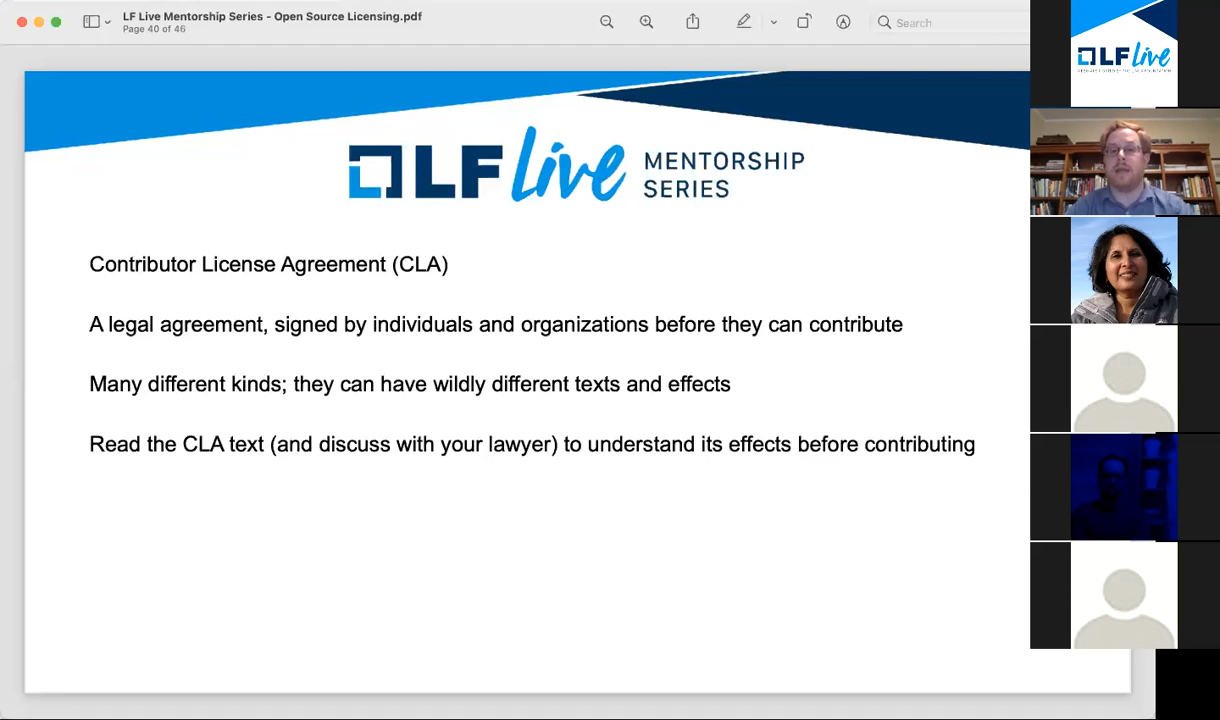 LF Live Mentorship Series - Open Source Licensing.pdf
Page 40 of 46
Search
LF Live MENTORSHIP
SERIES
Contributor License Agreement (CLA)
A legal agreement, signed by individuals and organizations before they can contribute
Many different kinds; they can have wildly different texts and effects
Read the CLA text (and discuss with your lawyer) to understand its effects before contributing
LF Live